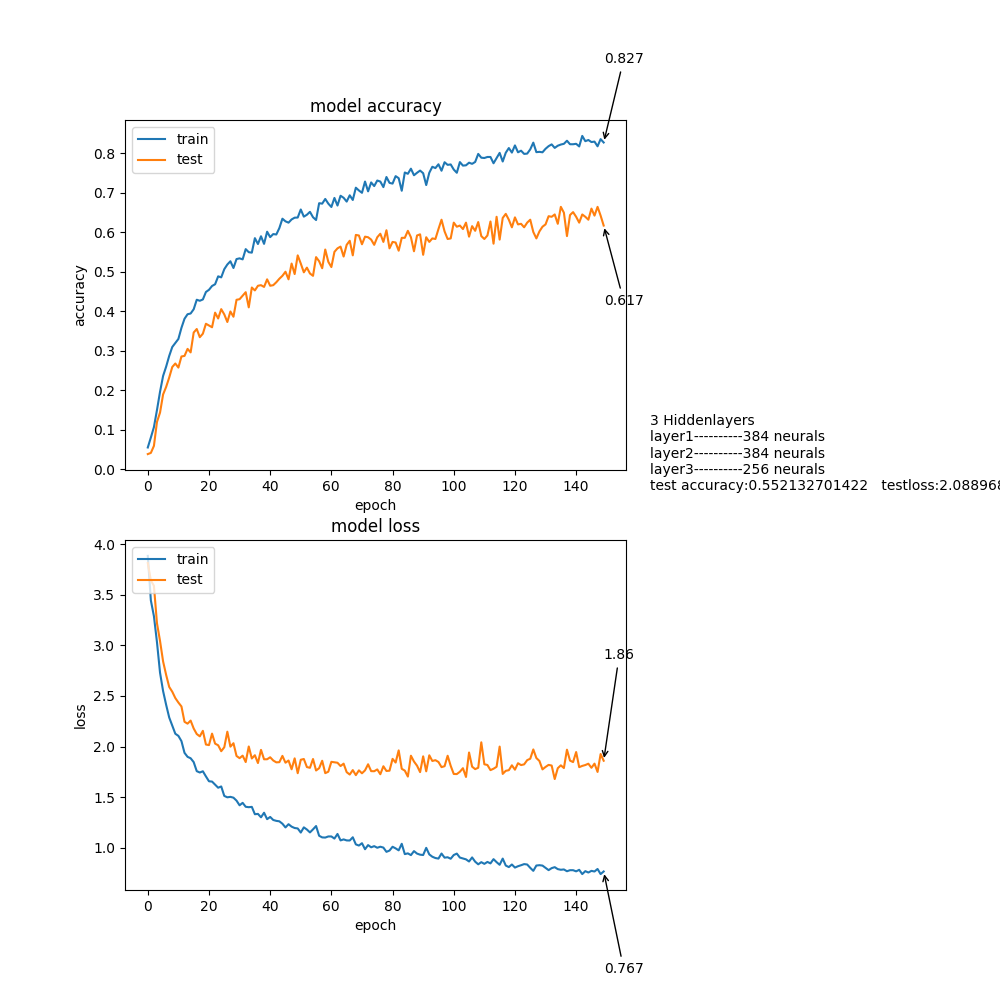 0.827
model accuracy
train
test
0.8
0.7
0.6
0.5
0.4
0.3
0.2
0.1
0.0
accuracy
0.617
0 20 40 60 80 100 120 140
epoch
3 Hiddenlayers
layer1----------384 neurals
layer2----------384 neurals
layer3----------256 neurals
test accuracy:0.552132701422 testloss:2.088968
model loss
train
test
4.0
3.5
3.0
2.5
2.0
1.5
1.0
loss
1.86
0 20 40 60 80 100 120 140
epoch
0.767